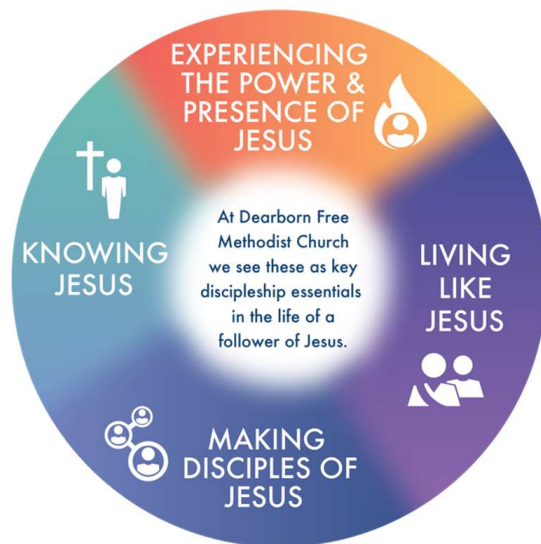 EXPERIENCING
THE POWER &
PRESENCE OF
JESUS
KNOWING
JESUS
At Dearborn Free
Methodist Church
we see these as key
discipleship essentials
in the life of a
follower of Jesus.
LIVING
LIKE
JESUS
MAKING
DISCIPLES OF
JESUS